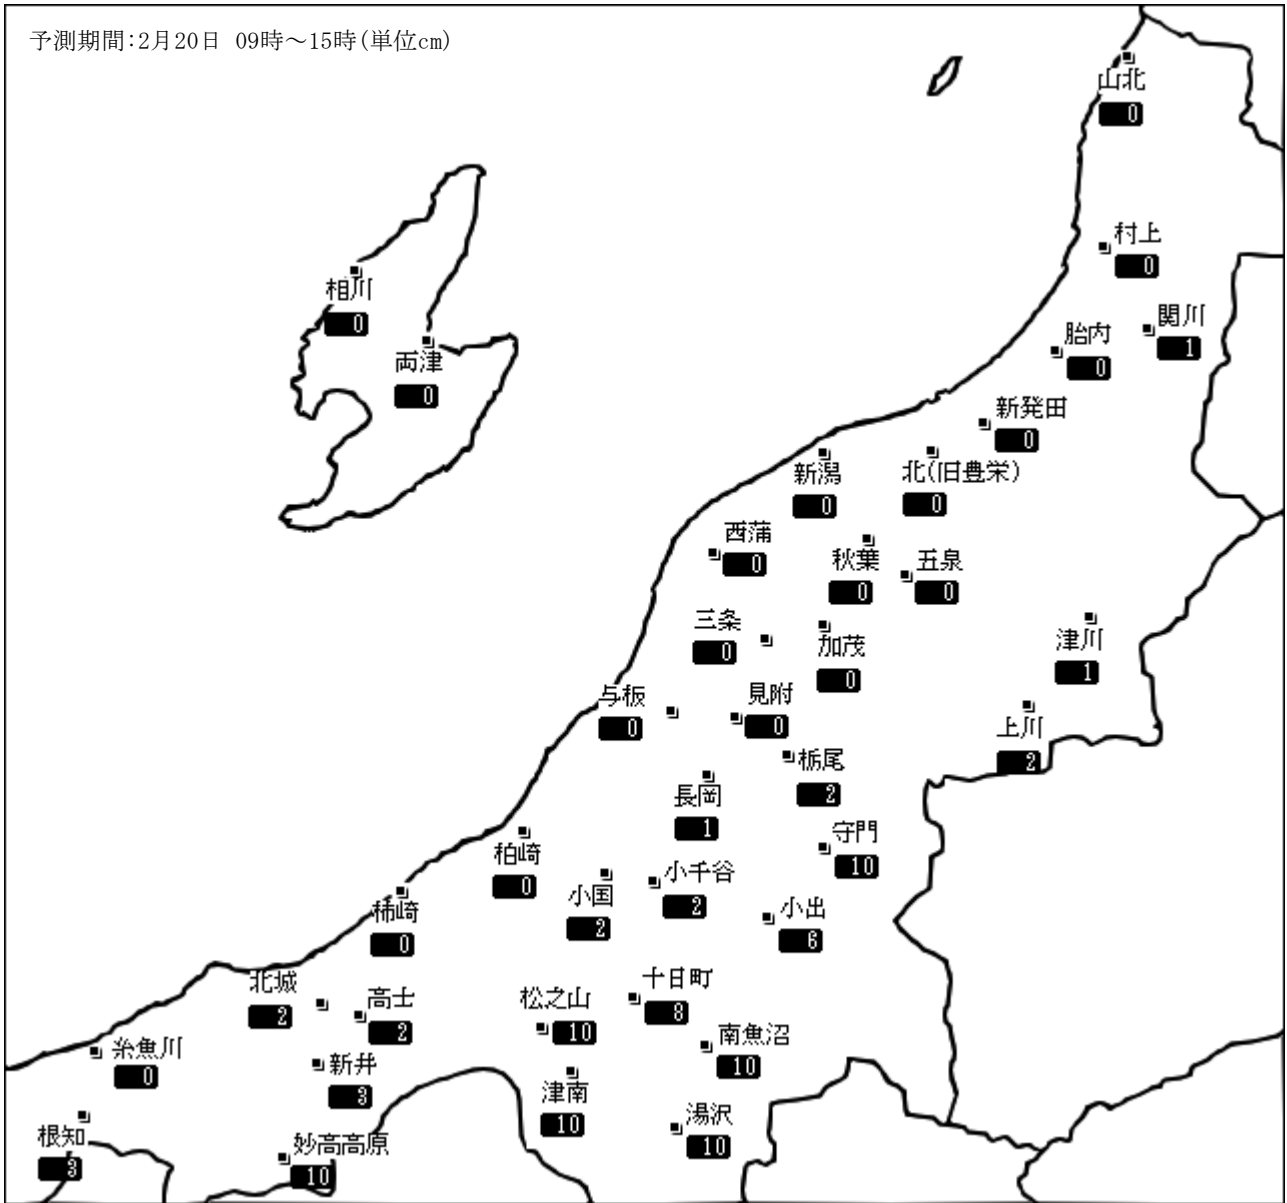 予測期間:2月20日 09時～15時(単位cm)
山北
0
村上
0
相川
0
関川
1
胎内
0
両津
0
新発田
0
新潟
0
北(旧豊栄)
0
西蒲
0
秋葉
0
五泉
0
三条
0
加茂
0
津川
1
与板
0
見附
0
上川
2
栃尾
2
長岡
1
守門
10
柏崎
0
小千谷
2
小国
2
柿崎
0
小出
6
北城
2
高士
2
松之山
10
十日町
8
糸魚川
0
新井
3
南魚沼
10
津南
10
湯沢
10
根知
3
妙高高原
10